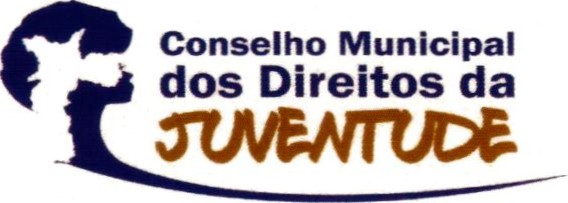 Conselho Municipal
dos Direitos da
JUVENTUDE